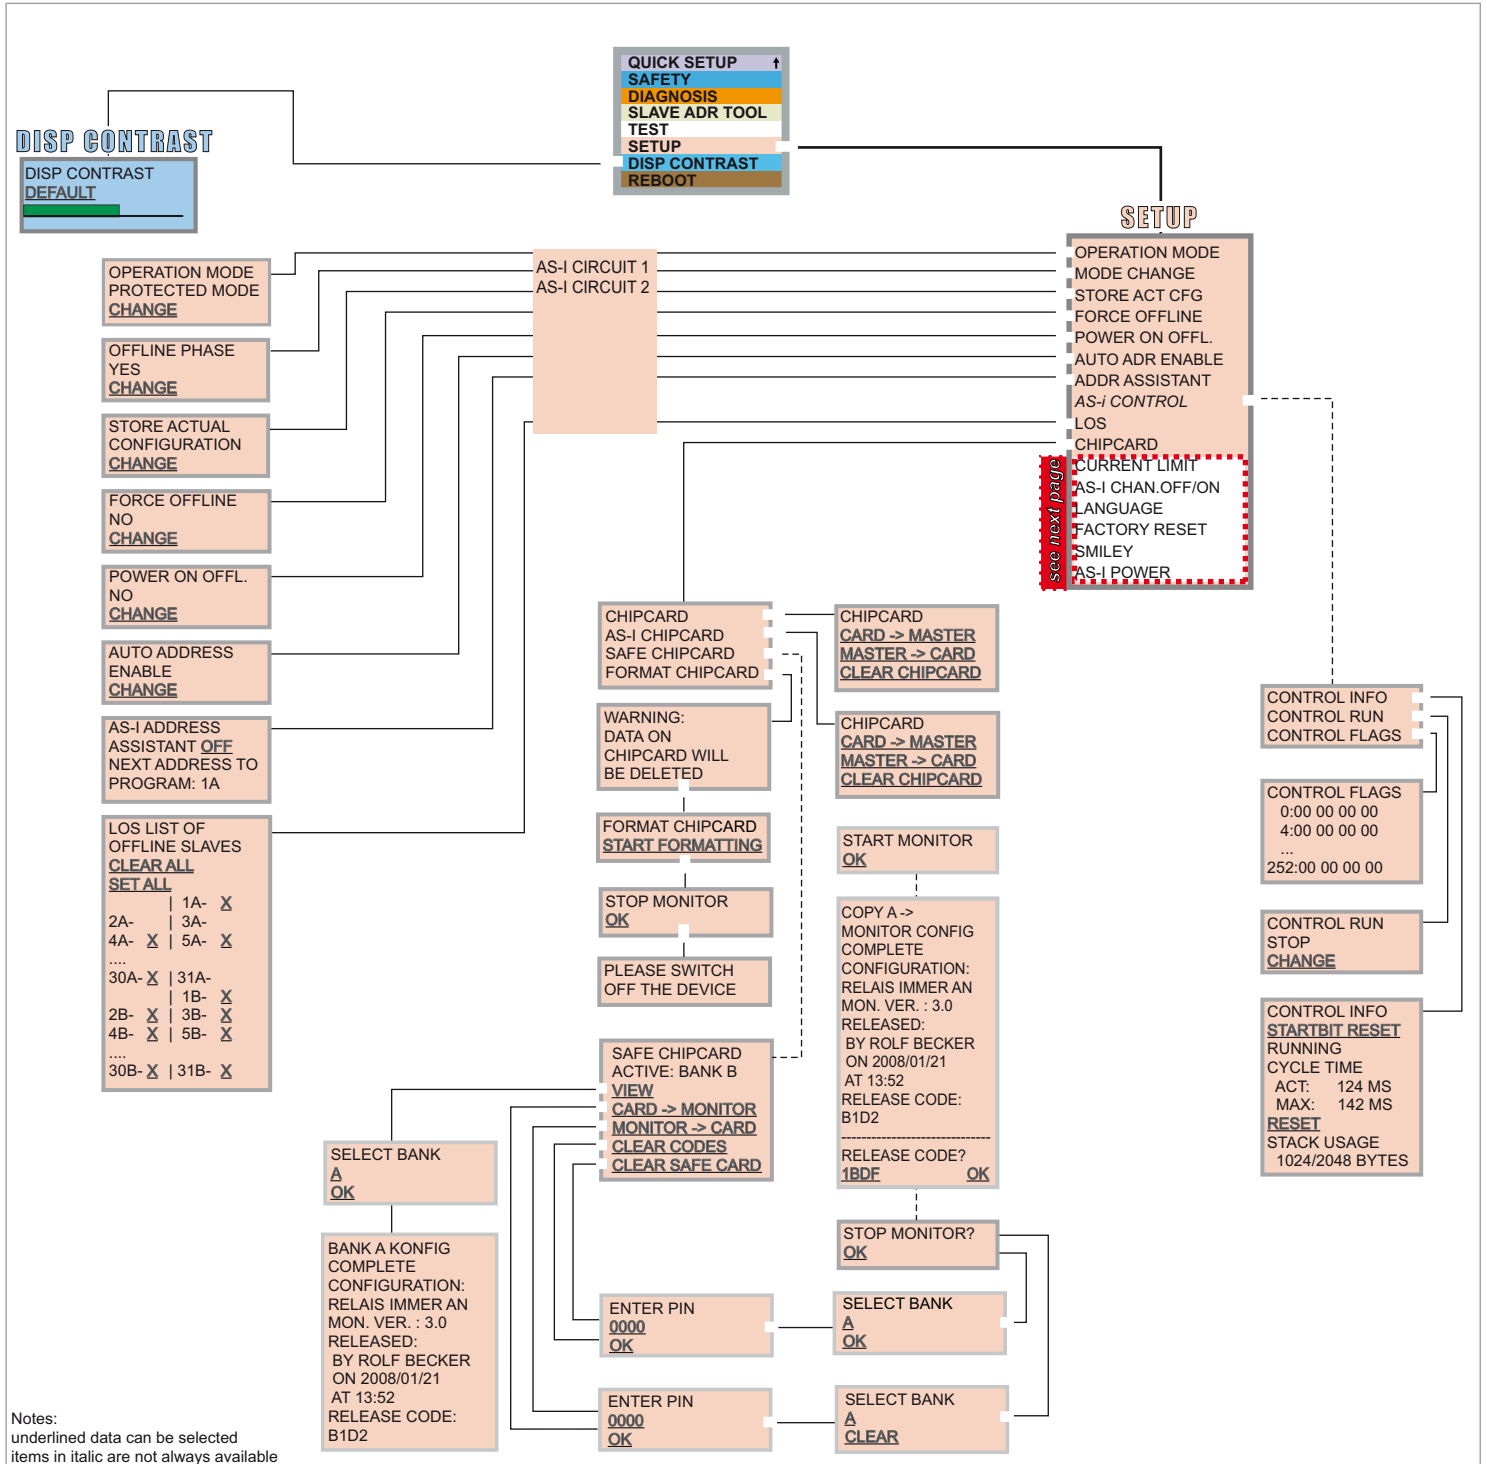 QUICK SETUP
SAFETY
DIAGNOSIS
SLAVE ADR TOOL
TEST
SETUP
DISP CONTRAST
REBOOT
DISP CONTRAST
DISP CONTRAST
DEFAULT
SETUP
OPERATION MODE
MODE CHANGE
STORE ACT CFG
FORCE OFFLINE
POWER ON OFFL.
AUTO ADR ENABLE
ADDR ASSISTANT
AS-i CONTROL
LOS
CHIPCARD
CURRENT LIMIT
AS-I CHAN.OFF/ON
LANGUAGE
FACTORY RESET
SMILEY
AS-I POWER
see next page
AS-I CIRCUIT 1
AS-I CIRCUIT 2
OPERATION MODE
PROTECTED MODE
CHANGE
OFFLINE PHASE
YES
CHANGE
STORE ACTUAL
CONFIGURATION
CHANGE
FORCE OFFLINE
NO
CHANGE
POWER ON OFFL.
NO
CHANGE
AUTO ADDRESS
ENABLE
CHANGE
AS-I ADDRESS
ASSISTANT OFF
NEXT ADDRESS TO
PROGRAM: 1A
LOS LIST OF
OFFLINE SLAVES
CLEAR ALL
SET ALL
| 1A- X
2A- | 3A-
4A- X | 5A- X
....
30A- X | 31A-
| 1B- X
2B- X | 3B- X
4B- X | 5B- X
....
30B- X | 31B- X
CHIPCARD
AS-I CHIPCARD
SAFE CHIPCARD
FORMAT CHIPCARD
CHIPCARD
CARD -> MASTER
MASTER -> CARD
CLEAR CHIPCARD
CHIPCARD
CARD -> MASTER
MASTER -> CARD
CLEAR CHIPCARD
WARNING:
DATA ON
CHIPCARD WILL
BE DELETED
FORMAT CHIPCARD
START FORMATTING
STOP MONITOR
OK
PLEASE SWITCH
OFF THE DEVICE
SAFE CHIPCARD
ACTIVE: BANK B
VIEW
CARD -> MONITOR
MONITOR -> CARD
CLEAR CODES
CLEAR SAFE CARD
SELECT BANK
A
OK
BANK A KONFIG
COMPLETE
CONFIGURATION:
RELAIS IMMER AN
MON. VER. : 3.0
RELEASED:
BY ROLF BECKER
ON 2008/01/21
AT 13:52
RELEASE CODE:
B1D2
START MONITOR
OK
COPY A ->
MONITOR CONFIG
COMPLETE
CONFIGURATION:
RELAIS IMMER AN
MON. VER. : 3.0
RELEASED:
BY ROLF BECKER
ON 2008/01/21
AT 13:52
RELEASE CODE:
B1D2
------------------------------
RELEASE CODE?
1BDF OK
STOP MONITOR?
OK
ENTER PIN
0000
OK
SELECT BANK
A
OK
ENTER PIN
0000
OK
SELECT BANK
A
CLEAR
CONTROL INFO
CONTROL RUN
CONTROL FLAGS
CONTROL FLAGS
0:00 00 00 00
4:00 00 00 00
...
252:00 00 00 00
CONTROL RUN
STOP
CHANGE
CONTROL INFO
STARTBIT RESET
RUNNING
CYCLE TIME
ACT: 124 MS
MAX: 142 MS
RESET
STACK USAGE
1024/2048 BYTES
Notes:
underlined data can be selected
items in italic are not always available